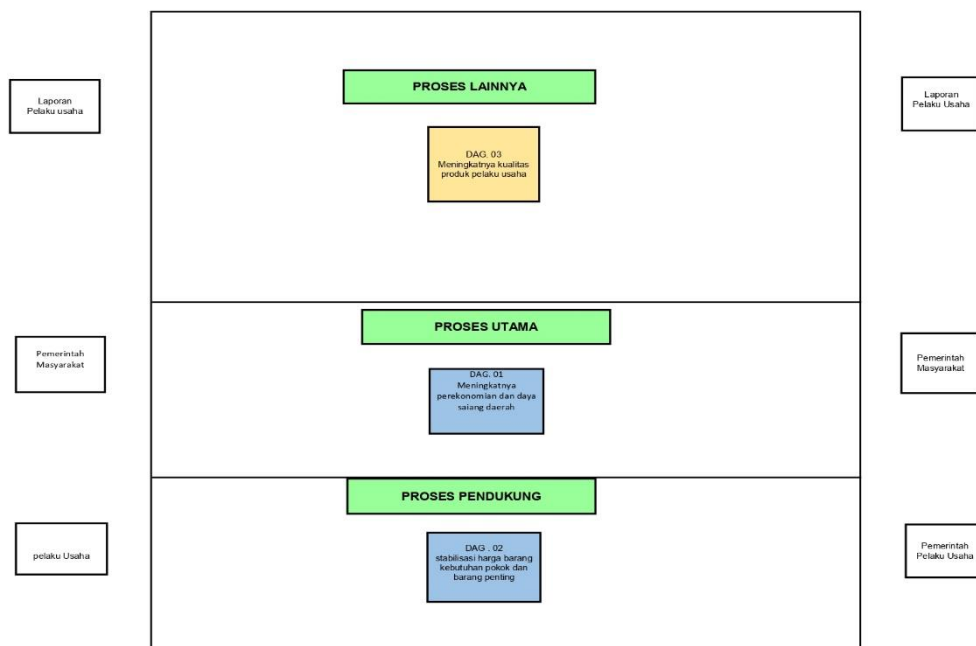 PROSES LAINNYA
Laporan
Pelaku usaha
Laporan
Pelaku Usaha
DAG. 03
Meningkatnya kualitas
produk pelaku usaha
PROSES UTAMA
Pemerintah
Masyarakat
Pemerintah
Masyarakat
DAG. 01
Meningkatnya
perekonomian dan daya
saiang daerah
PROSES PENDUKUNG
pelaku Usaha
Pemerintah
Pelaku Usaha
DAG . 02
stabilisasi harga barang
kebutuhan pokok dan
barang penting